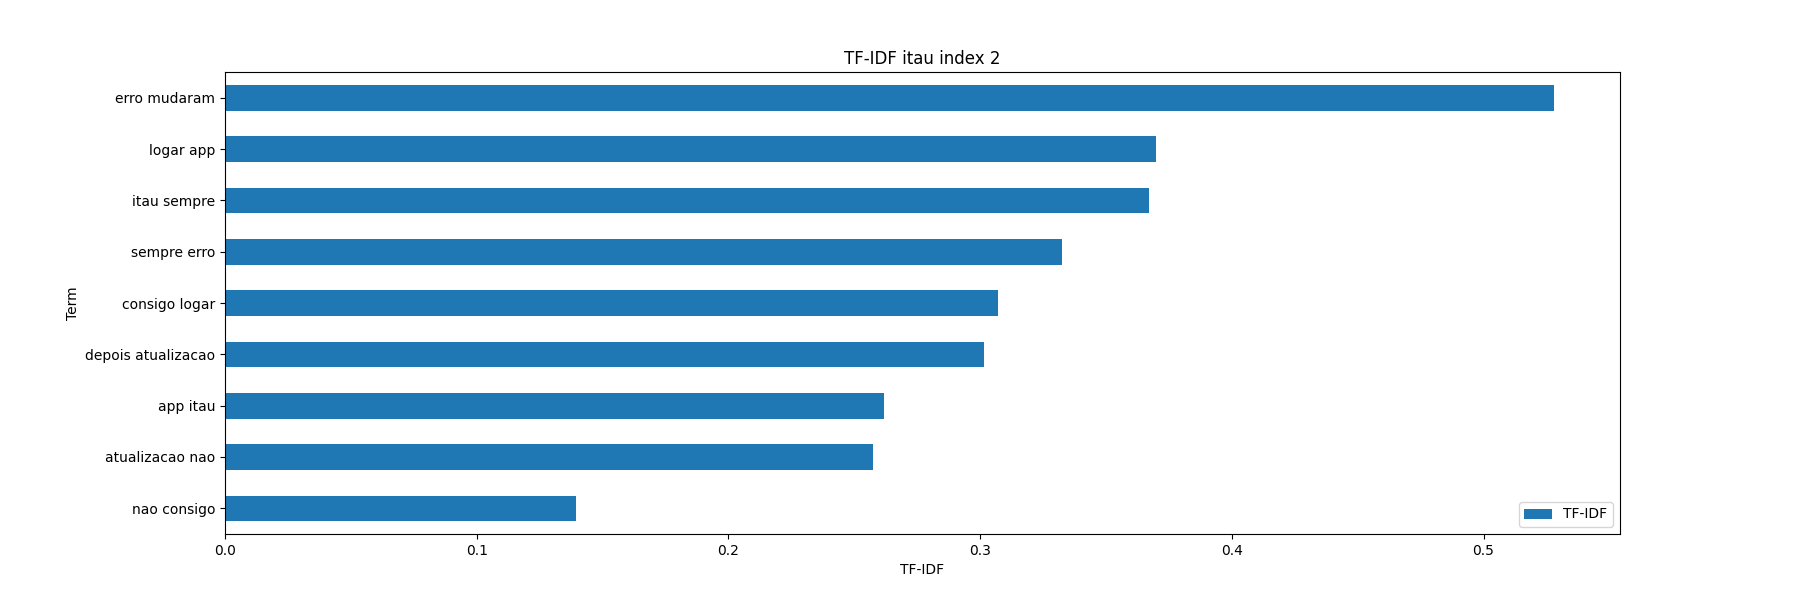 TF-IDF itau index 2
erro mudaram
logar app
itau sempre
sempre erro
consigo logar
depois atualizacao
app itau
atualizacao nao
nao consigo
Term
0.0 0.1 0.2 0.3 0.4 0.5
TF-IDF
TF-IDF